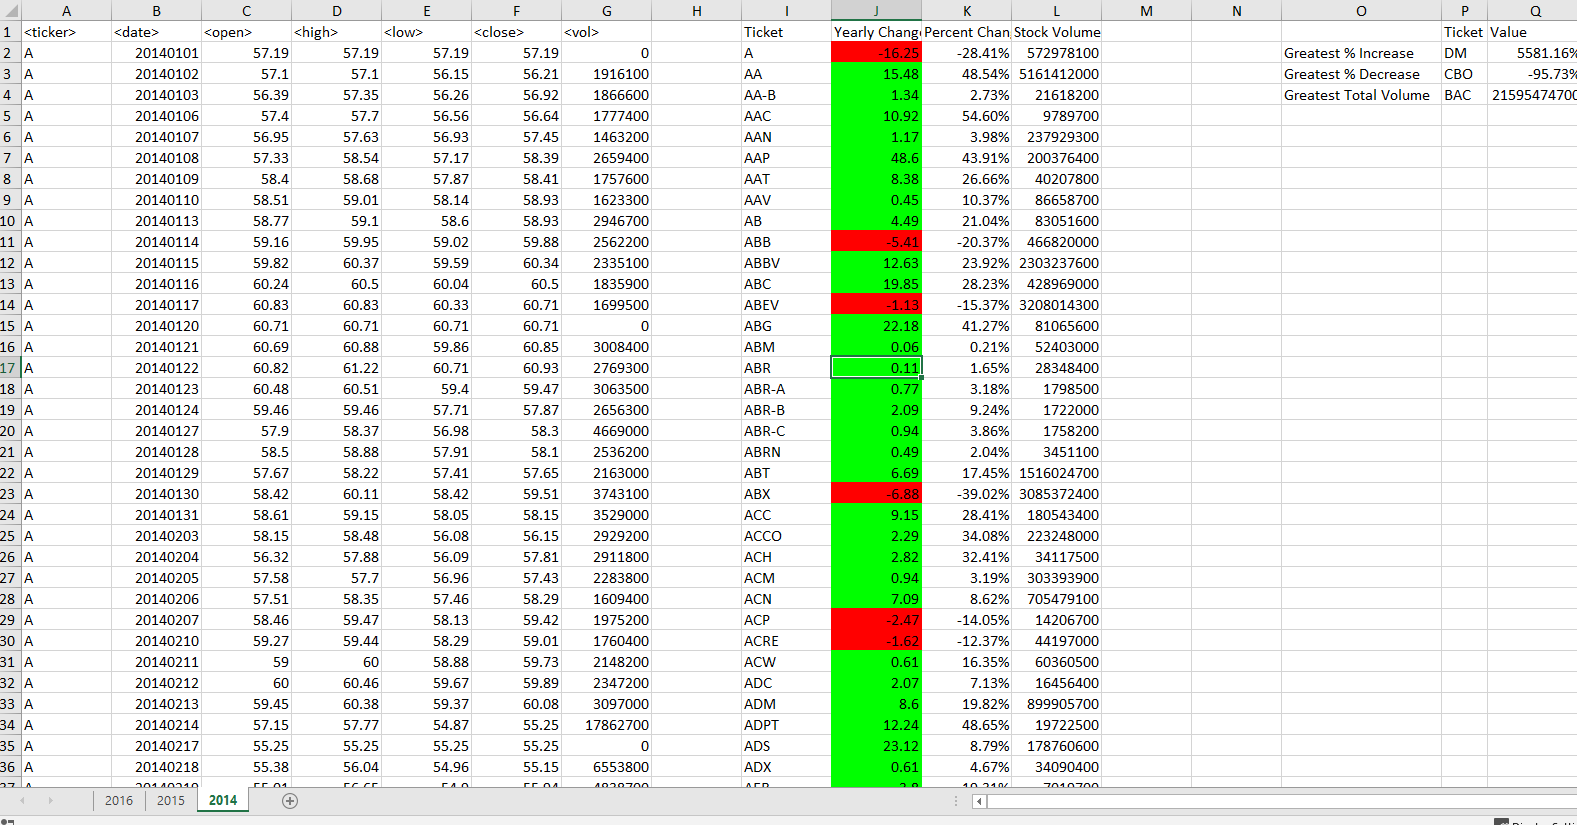 A B C D E F G H I J K L M N O P Q
1 <ticker> <date> <open> <high> <low> <close> <vol> Ticket Yearly Chang Percent Chan Stock Volume Ticket Value
2 A 20140101 57.19 57.19 57.19 57.19 0 A -16.25 -28.41% 572978100 Greatest % Increase DM 5581.16%
3 A 20140102 57.1 57.1 56.15 56.21 1916100 AA 15.48 48.54% 5161412000 Greatest % Decrease CBO -95.73%
4 A 20140103 56.39 57.35 56.26 56.92 1866600 AA-B 1.34 2.73% 21618200 Greatest Total Volume BAC 21595474700
5 A 20140106 57.4 57.7 56.56 56.64 1777400 AAC 10.92 54.60% 9789700
6 A 20140107 56.95 57.63 56.93 57.45 1463200 AAN 1.17 3.98% 237929300
7 A 20140108 57.33 58.54 57.17 58.39 2659400 AAP 48.6 43.91% 200376400
8 A 20140109 58.4 58.68 57.87 58.41 1757600 AAT 8.38 26.66% 40207800
9 A 20140110 58.51 59.01 58.14 58.93 1623300 AAV 0.45 10.37% 86658700
10 A 20140113 58.77 59.1 58.6 58.93 2946700 AB 4.49 21.04% 83051600
11 A 20140114 59.16 59.95 59.02 59.88 2562200 ABB -5.41 -20.37% 466820000
12 A 20140115 59.82 60.37 59.59 60.34 2335100 ABBV 12.63 23.92% 2303237600
13 A 20140116 60.24 60.5 60.04 60.5 1835900 ABC 19.85 28.23% 428969000
14 A 20140117 60.83 60.83 60.33 60.71 1699500 ABEV -1.13 -15.37% 3208014300
15 A 20140120 60.71 60.71 60.71 60.71 0 ABG 22.18 41.27% 81065600
16 A 20140121 60.69 60.88 59.86 60.85 3008400 ABM 0.06 0.21% 52403000
17 A 20140122 60.82 61.22 60.71 60.93 2769300 ABR 0.11 1.65% 28348400
18 A 20140123 60.48 60.51 59.4 59.47 3063500 ABR-A 0.77 3.18% 1798500
19 A 20140124 59.46 59.46 57.71 57.87 2656300 ABR-B 2.09 9.24% 1722000
20 A 20140127 57.9 58.37 56.98 58.3 4669000 ABR-C 0.94 3.86% 1758200
21 A 20140128 58.5 58.88 57.91 58.1 2536200 ABRN 0.49 2.04% 3451100
22 A 20140129 57.67 58.22 57.41 57.65 2163000 ABT 6.69 17.45% 1516024700
23 A 20140130 58.42 60.11 58.42 59.51 3743100 ABX -6.88 -39.02% 3085372400
24 A 20140131 58.61 59.15 58.05 58.15 3529000 ACC 9.15 28.41% 180543400
25 A 20140203 58.15 58.48 56.08 56.15 2929200 ACCO 2.29 34.08% 223248000
26 A 20140204 56.32 57.88 56.09 57.81 2911800 ACH 2.82 32.41% 34117500
27 A 20140205 57.58 57.7 56.96 57.43 2283800 ACM 0.94 3.19% 303393900
28 A 20140206 57.51 58.35 57.46 58.29 1609400 ACN 7.09 8.62% 705479100
29 A 20140207 58.46 59.47 58.13 59.42 1975200 ACP -2.47 -14.05% 14206700
30 A 20140210 59.27 59.44 58.29 59.01 1760400 ACRE -1.62 -12.37% 44197000
31 A 20140211 59 60 58.88 59.73 2148200 ACW 0.61 16.35% 60360500
32 A 20140212 60 60.46 59.67 59.89 2347200 ADC 2.07 7.13% 16456400
33 A 20140213 59.45 60.38 59.37 60.08 3097000 ADM 8.6 19.82% 899905700
34 A 20140214 57.15 57.77 54.87 55.25 17862700 ADPT 12.24 48.65% 19722500
35 A 20140217 55.25 55.25 55.25 55.25 0 ADS 23.12 8.79% 178760600
36 A 20140218 55.38 56.04 54.96 55.15 6553800 ADX 0.61 4.67% 34090400
2016 2015 2014